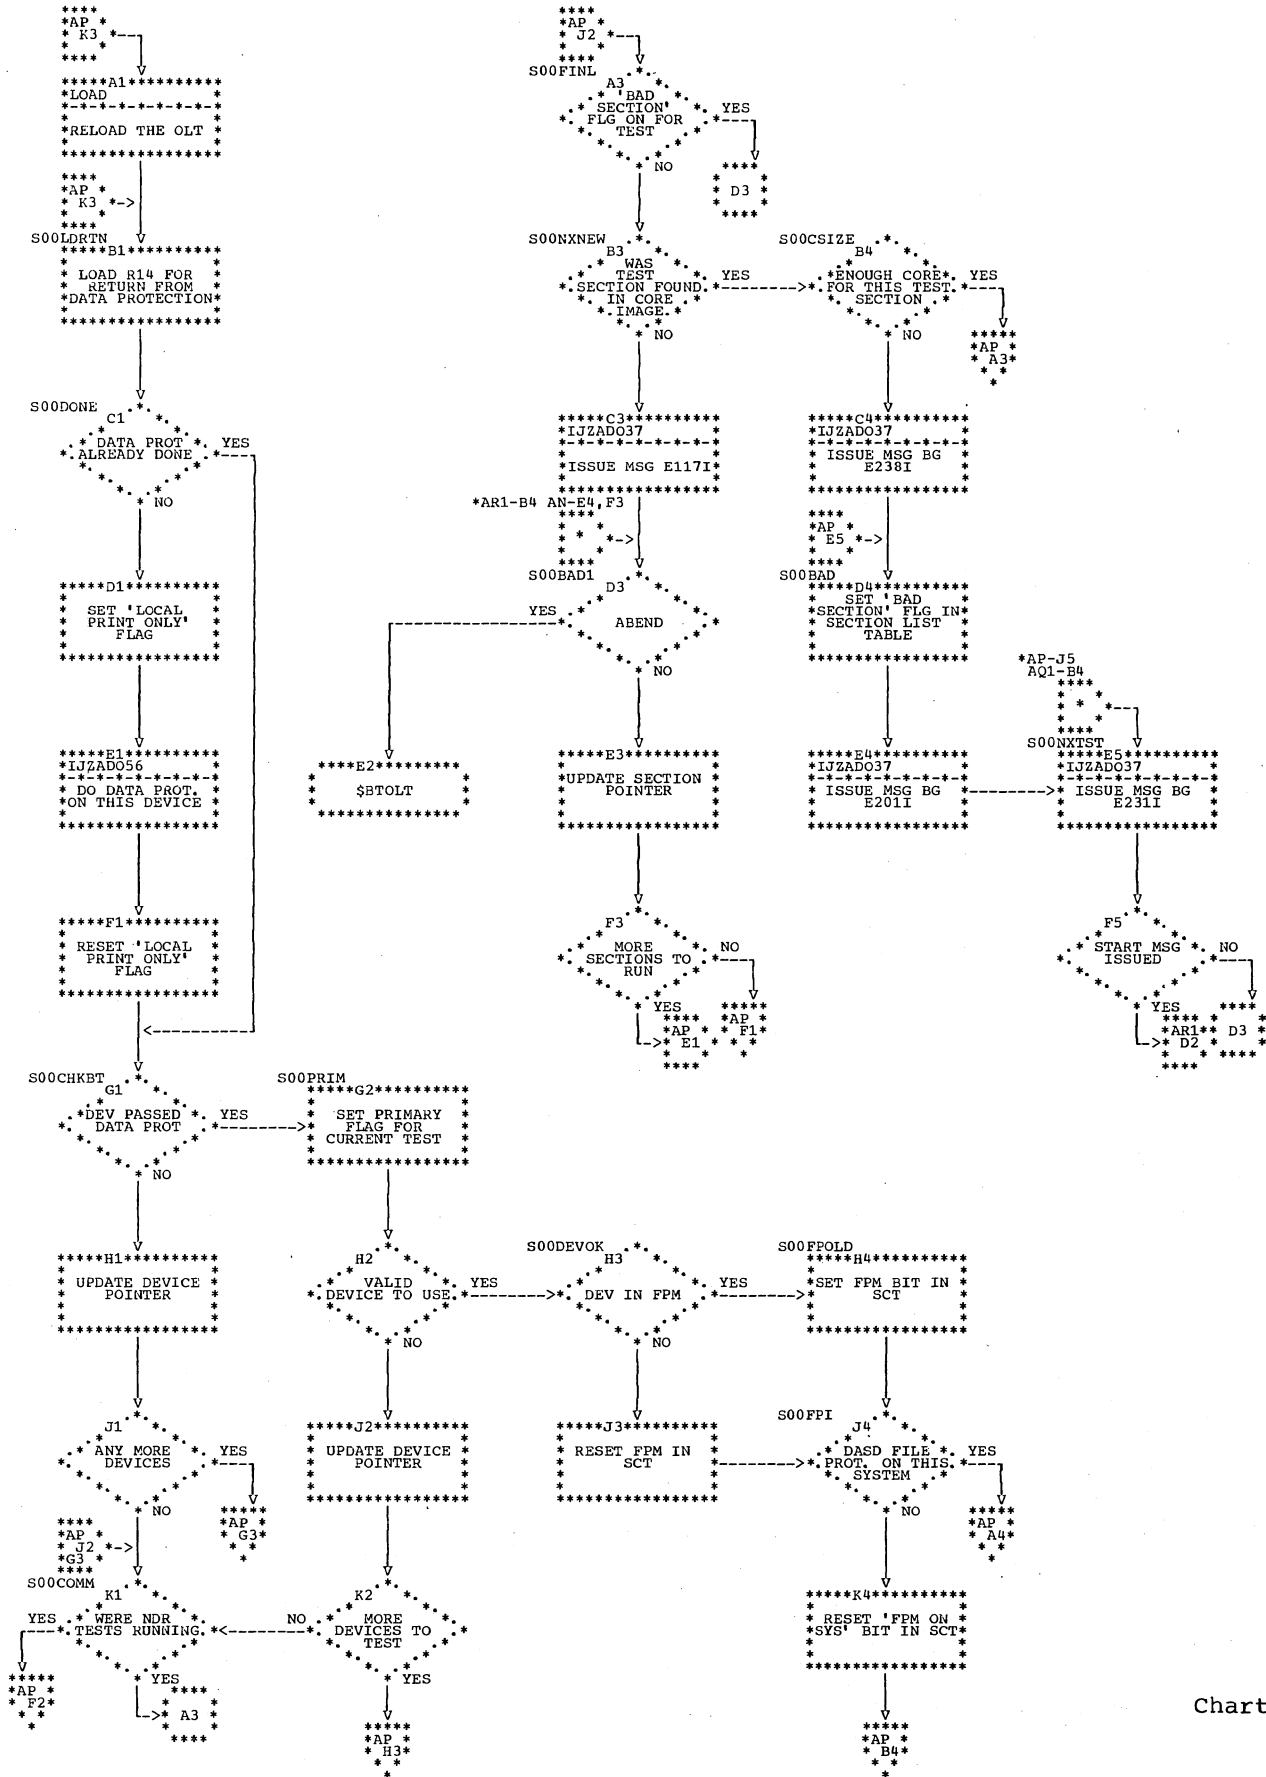 AP
K3
A1
LOAD
RELOAD THE OLT
AP
K3
S00LDRTN
B1
LOAD R14 FOR
RETURN FROM
DATA PROTECTION
S00DONE
C1
DATA PROT
ALREADY DONE
YES
NO
D1
SET 'LOCAL
PRINT ONLY'
FLAG
E1
IJZADO56
DO DATA PROT.
ON THIS DEVICE
F1
RESET 'LOCAL
PRINT ONLY'
FLAG
S00CHKBT
G1
DEV PASSED
DATA PROT
YES
NO
H1
UPDATE DEVICE
POINTER
J1
ANY MORE
DEVICES
YES
NO
AP
G3
AP
J2
G3
S00COMM
K1
WERE NDR
TESTS RUNNING
YES
YES
AP
F2
A3
S00PRIM
G2
SET PRIMARY
FLAG FOR
CURRENT TEST
H2
VALID
DEVICE TO USE
YES
NO
J2
UPDATE DEVICE
POINTER
K2
MORE
DEVICES TO
TEST
NO
YES
AP
H3
AP
J2
S00FINL
A3
'BAD
SECTION'
FLG ON FOR
TEST
YES
NO
D3
S00NXNEW
B3
WAS
TEST
SECTION FOUND
IN CORE
IMAGE
YES
NO
C3
IJZADO37
ISSUE MSG E117I
*AR1-B4 AN-E4,F3
*
S00BAD1
D3
ABEND
YES
NO
E2
$BTOLT
E3
UPDATE SECTION
POINTER
F3
MORE
SECTIONS TO
RUN
NO
YES
AP
E1
AP
F1
S00CSIZE
B4
ENOUGH CORE
FOR THIS TEST
SECTION
YES
NO
AP
A3
C4
IJZADO37
ISSUE MSG BG
E238I
AP
E5
S00BAD
D4
SET 'BAD
SECTION' FLG IN
SECTION LIST
TABLE
E4
IJZADO37
ISSUE MSG BG
E201I
*AP-J5
AQ1-B4
*
S00NXTST
E5
IJZADO37
ISSUE MSG BG
E231I
F5
START MSG
ISSUED
NO
YES
AR1
D2
D3
S00DEVOK
H3
DEV IN FPM
YES
NO
J3
RESET FPM IN
SCT
S00FPOLD
H4
SET FPM BIT IN
SCT
S00FPI
J4
DASD FILE
PROT. ON THIS
SYSTEM
YES
NO
AP
A4
K4
RESET 'FPM ON
SYS' BIT IN SCT
AP
B4
Chart